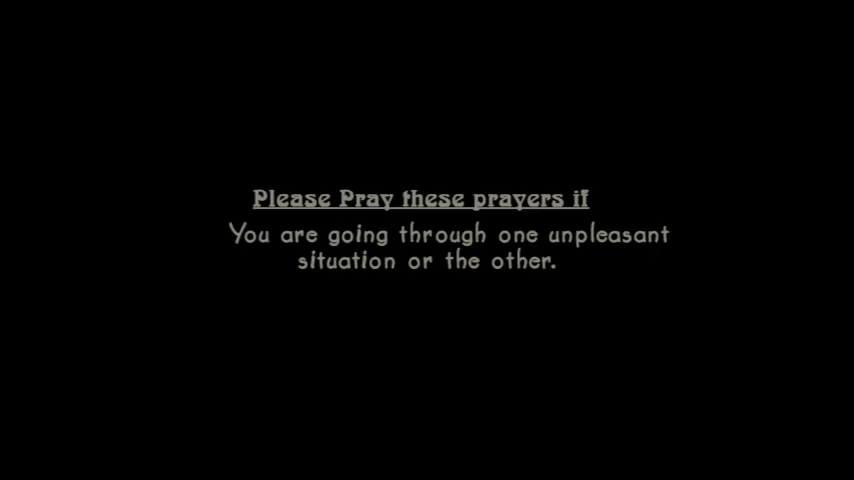 Please Pray these prayers if
You are going through one unpleasant
situation or the other.